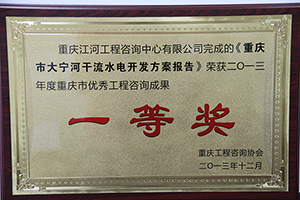 重庆江河工程咨询中心有限公司完成的《重庆
市大宁河干流水电开发方案报告》荣获二〇一三
年度重庆市优秀工程咨询成果
一等奖
重庆工程咨询协会
二〇一三年十二月